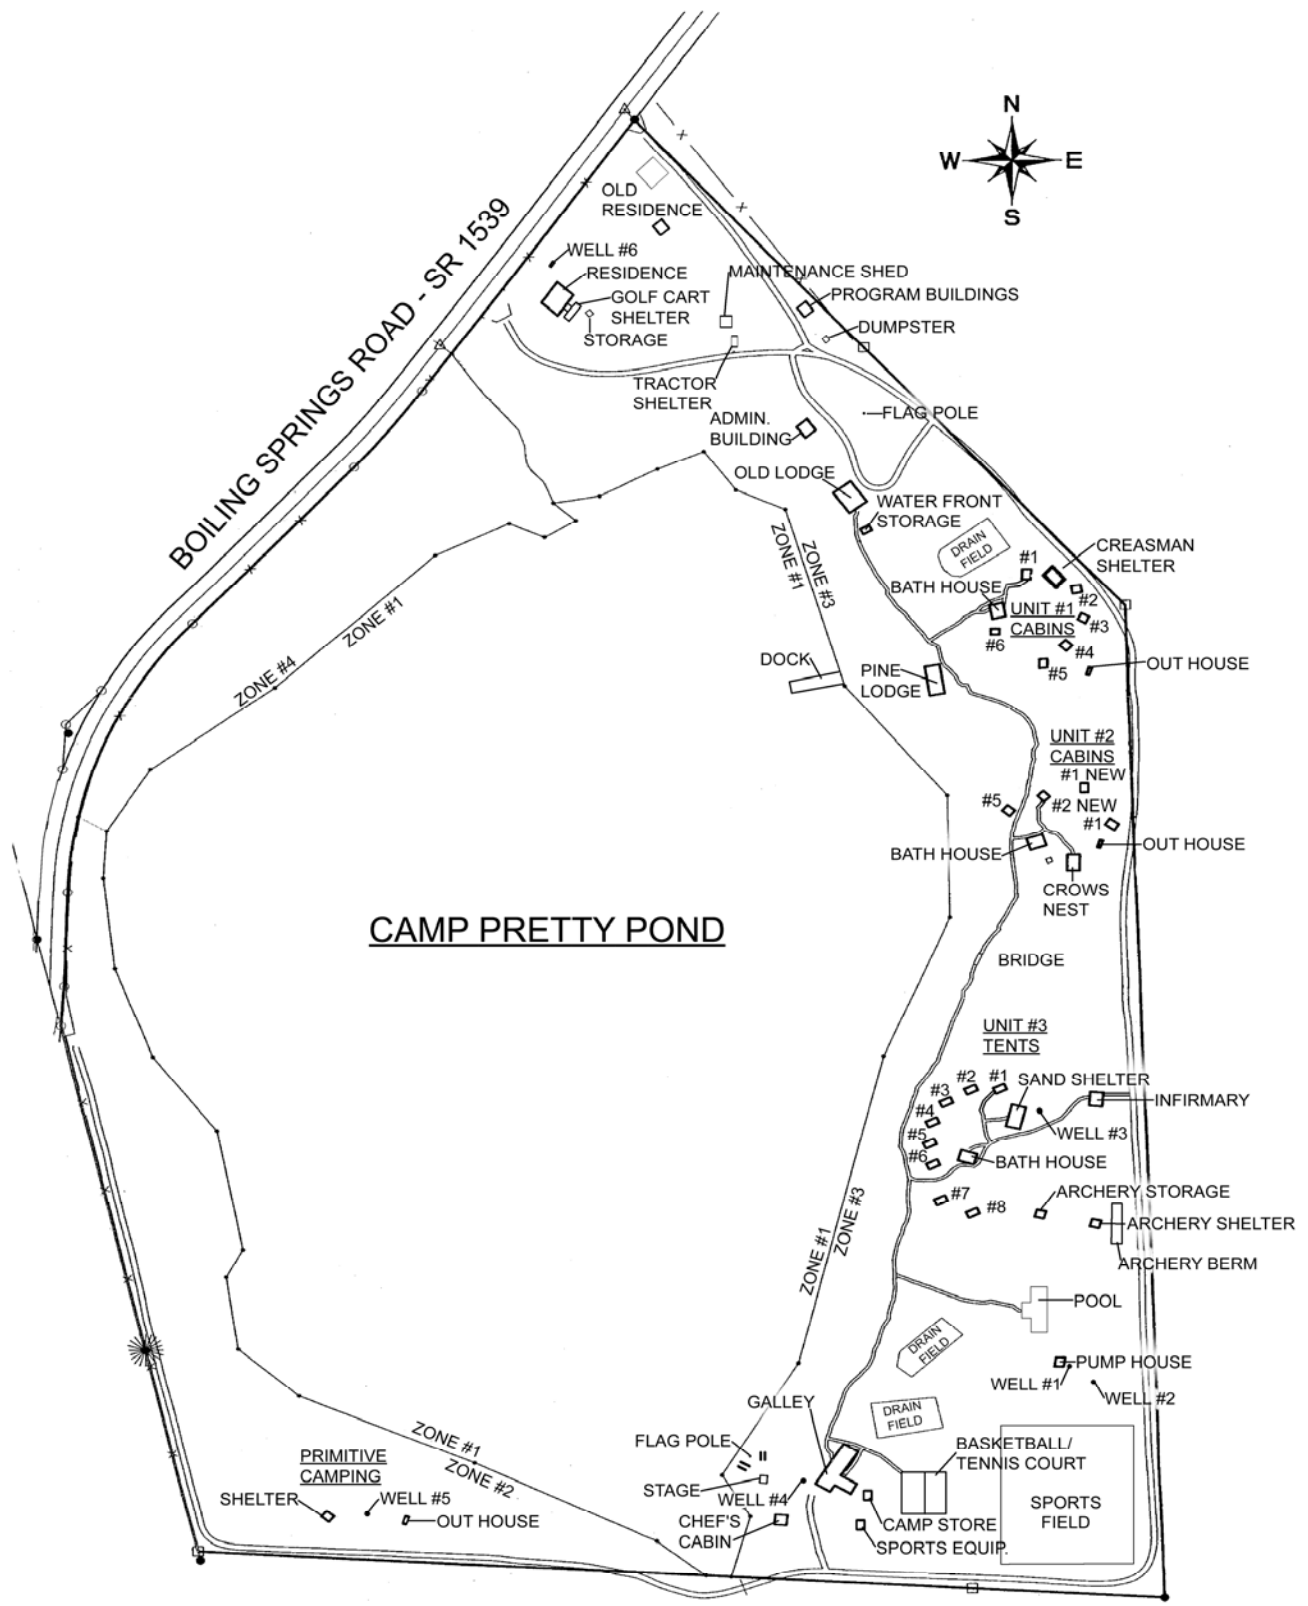 N
W E
S
BOILING SPRINGS ROAD - SR 1539
OLD
RESIDENCE
WELL #6
RESIDENCE
GOLF CART
SHELTER
STORAGE
MAINTENANCE SHED
PROGRAM BUILDINGS
DUMPSTER
TRACTOR
SHELTER
ADMIN.
BUILDING
FLAG POLE
OLD LODGE
WATER FRONT
STORAGE
DRAIN
FIELD
CREASMAN
SHELTER
#1
BATH HOUSE
#2
UNIT #1
CABINS
#3
#6
#4
#5
OUT HOUSE
ZONE #1
ZONE #3
ZONE #1
ZONE #4
DOCK
PINE
LODGE
UNIT #2
CABINS
#1 NEW
#5
#2 NEW
#1
OUT HOUSE
BATH HOUSE
CROWS
NEST
CAMP PRETTY POND
BRIDGE
UNIT #3
TENTS
#1
#2
#3
#4
#5
#6
SAND SHELTER
INFIRMARY
WELL #3
BATH HOUSE
#7
#8
ARCHERY STORAGE
ARCHERY SHELTER
ARCHERY BERM
ZONE #1
ZONE #3
POOL
DRAIN
FIELD
PUMP HOUSE
WELL #1
WELL #2
GALLEY
DRAIN
FIELD
FLAG POLE
BASKETBALL/
TENNIS COURT
ZONE #1
ZONE #2
PRIMITIVE
CAMPING
STAGE
WELL #4
SHELTER
WELL #5
OUT HOUSE
CHEF'S
CABIN
CAMP STORE
SPORTS EQUIP.
SPORTS
FIELD